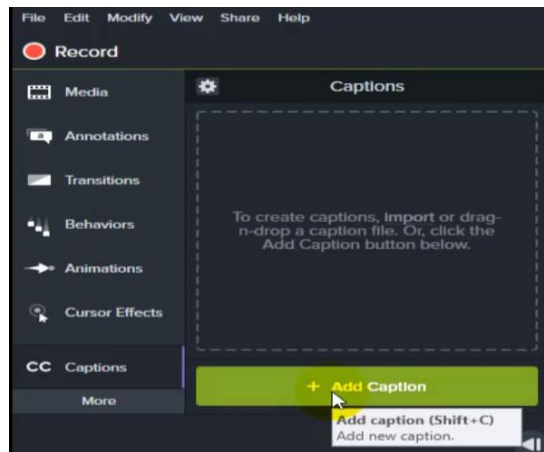 File Edit Modify View Share Help
Record
Media
Annotations
Transitions
Behaviors
Animations
Cursor Effects
CC Captions
More
Captions
To create captions, import or drag-
n-drop a caption file. Or, click the
Add Caption button below.
+ Add Caption
Add caption (Shift+C)
Add new caption.